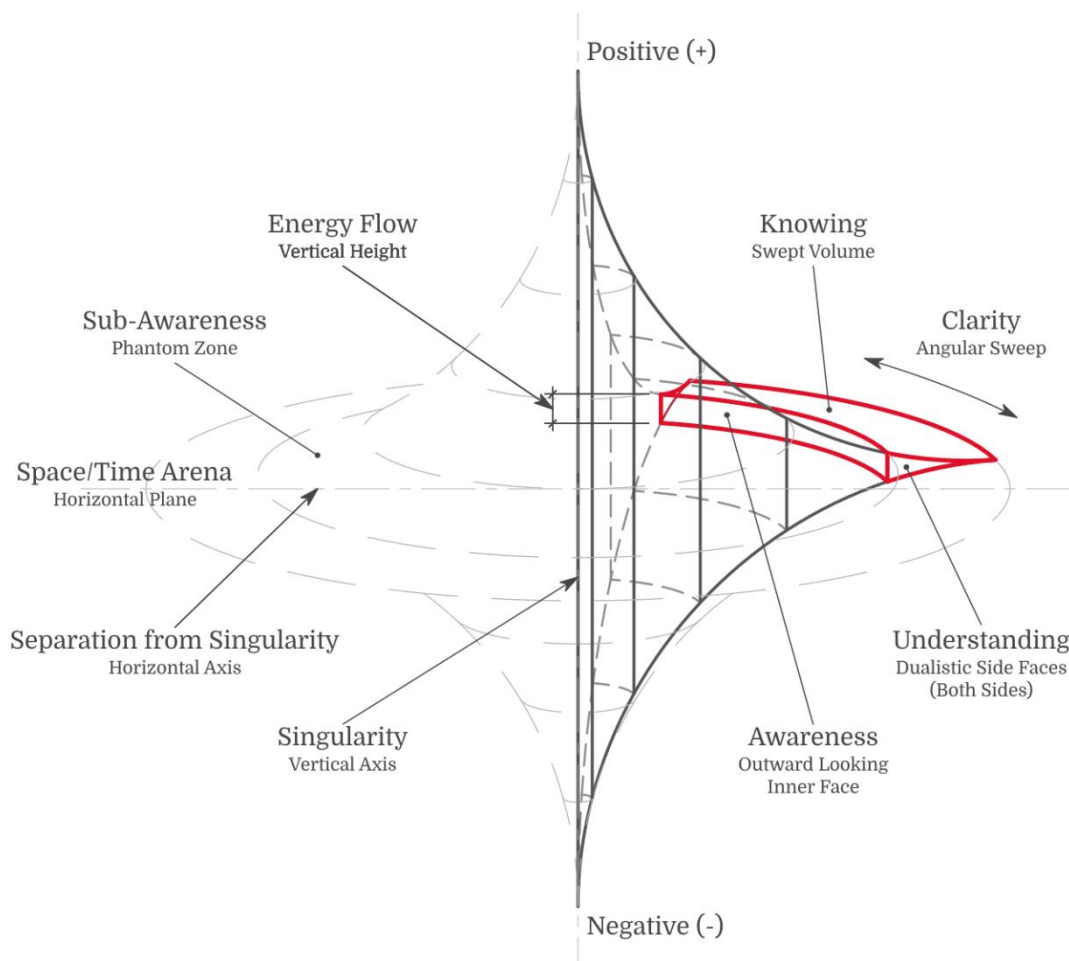 Positive (+)
Energy Flow
Vertical Height
Knowing
Swept Volume
Sub-Awareness
Phantom Zone
Clarity
Angular Sweep
Space/Time Arena
Horizontal Plane
Separation from Singularity
Horizontal Axis
Understanding
Dualistic Side Faces
(Both Sides)
Singularity
Vertical Axis
Awareness
Outward Looking
Inner Face
Negative (-)